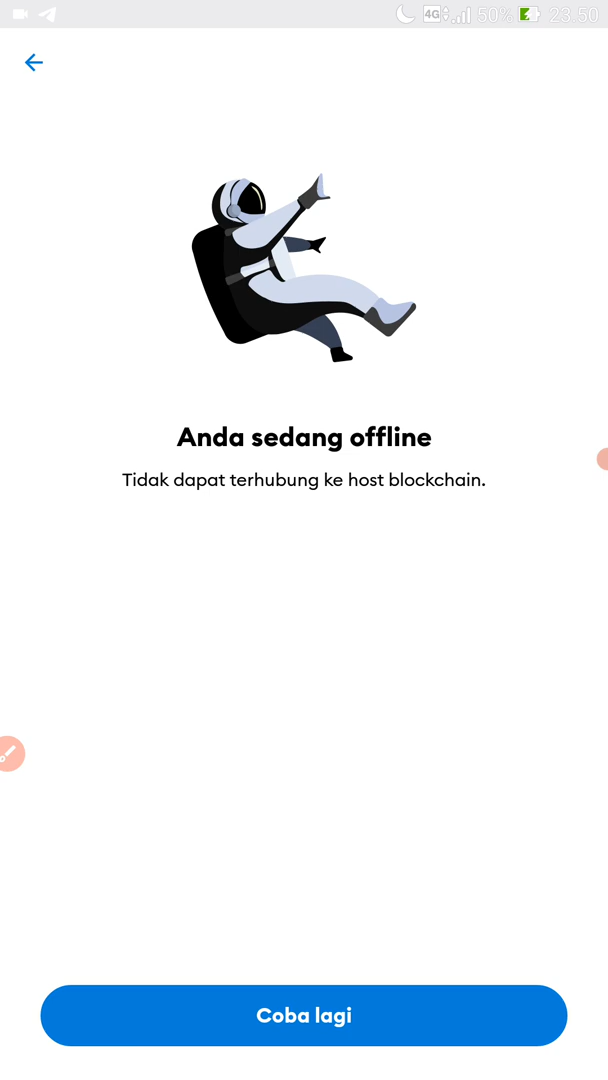 4G 50% 23.50
Anda sedang offline
Tidak dapat terhubung ke host blockchain.
Coba lagi